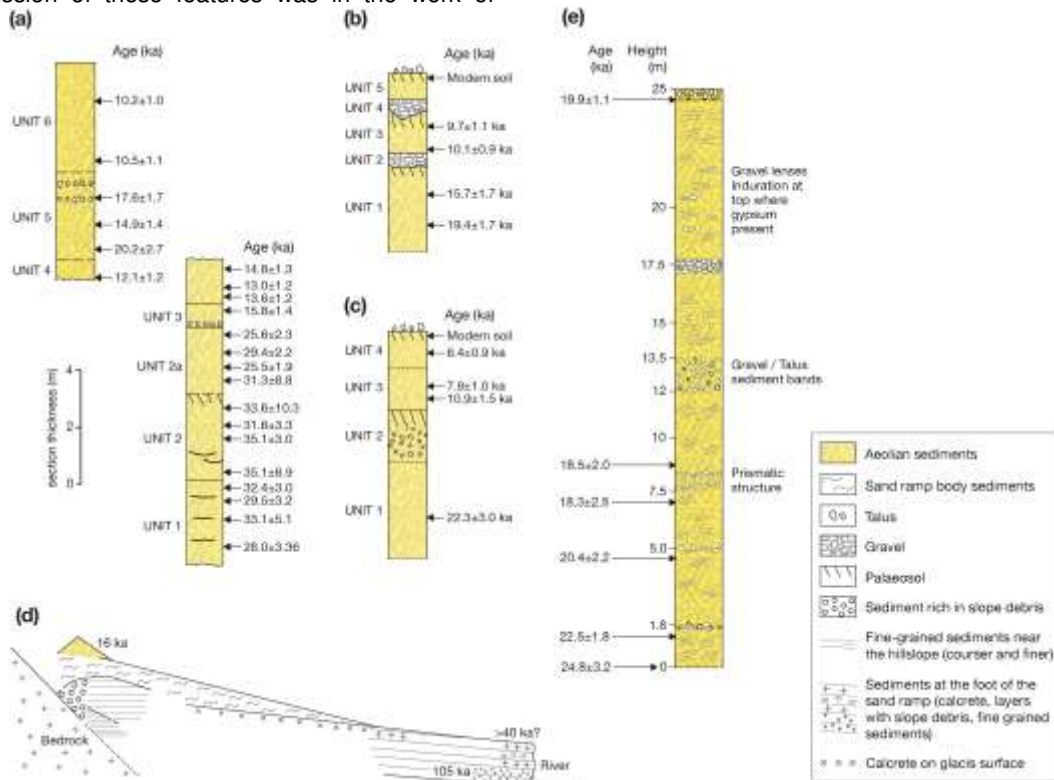 ssion of these features was in the work of
(a)
Age (ka)
UNIT 6
10.2±1.0
10.5±1.1
17.6±1.7
UNIT 5
14.9±1.4
20.2±2.7
UNIT 4
12.1±1.2
Age (ka)
14.8±1.3
13.0±1.2
13.6±1.2
15.8±1.4
UNIT 3
25.6±2.3
29.4±2.2
UNIT 2a
25.5±1.9
31.3±8.8
33.6±10.3
31.8±3.3
UNIT 2
35.1±3.0
35.1±8.9
32.4±3.0
29.5±3.2
UNIT 1
33.1±5.1
28.0±3.36
section thickness (m)
4
2
0
(b)
Age (ka)
Modern soil
UNIT 5
UNIT 4
UNIT 3
9.7±1.1 ka
10.1±0.9 ka
UNIT 2
15.7±1.7 ka
UNIT 1
19.4±1.7 ka
(c)
Age (ka)
Modern soil
UNIT 4
6.4±0.9 ka
UNIT 3
7.8±1.0 ka
10.9±1.5 ka
UNIT 2
UNIT 1
22.3±3.0 ka
(d)
16 ka
Bedrock
>40 ka?
105 ka
River
(e)
Age
(ka)
Height
(m)
25
19.9±1.1
Gravel lenses
Induration at
top where
gypsum
present
20
17.5
15
13.5
Gravel / Talus
sediment bands
12
10
18.5±2.0
Prismatic
structure
7.5
5.0
20.4±2.2
1.8
22.5±1.8
24.8±3.2
0
Aeolian sediments
Sand ramp body sediments
Talus
Gravel
Palaeosol
Sediment rich in slope debris
Fine-grained sediments near
the hillslope (courser and finer)
Sediments at the foot of the
sand ramp (calcrete, layers
with slope debris, fine grained
sediments)
Calcrete on glacis surface